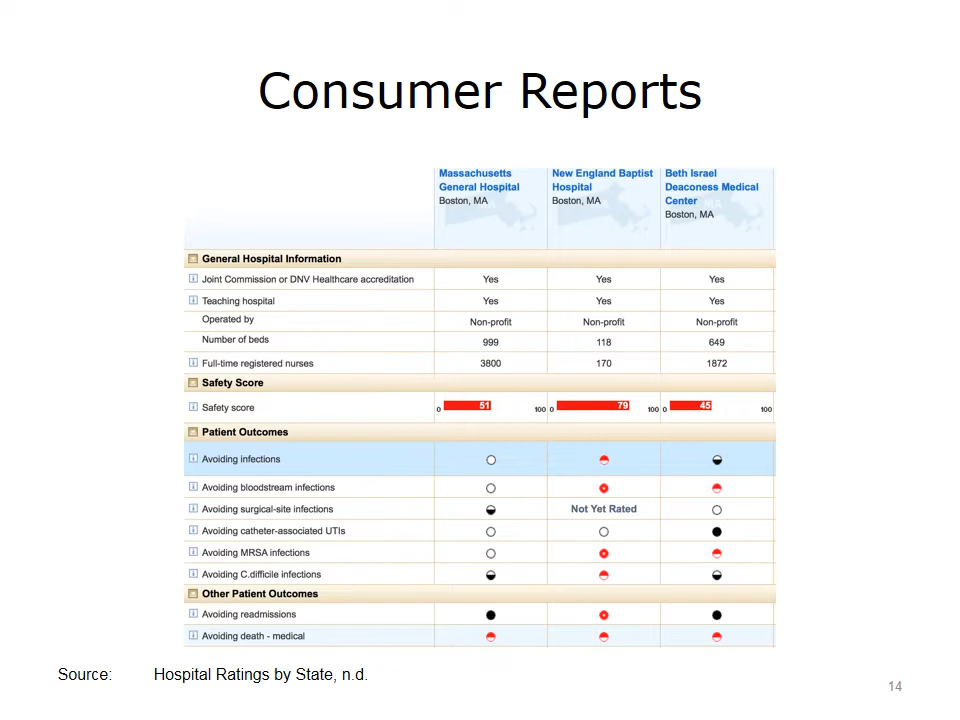 Consumer Reports
Massachusetts General Hospital
Boston, MA
New England Baptist Hospital
Boston, MA
Beth Israel Deaconess Medical Center
Boston, MA
General Hospital Information
Joint Commission or DNV Healthcare accreditation Yes Yes Yes
Teaching hospital Yes Yes Yes
Operated by Non-profit Non-profit Non-profit
Number of beds 999 118 649
Full-time registered nurses 3800 170 1872
Safety Score
Safety score 0 51 100 0 79 100 0 45 100
Patient Outcomes
Avoiding infections
Avoiding bloodstream infections
Avoiding surgical-site infections Not Yet Rated
Avoiding catheter-associated UTIs
Avoiding MRSA infections
Avoiding C.difficile infections
Other Patient Outcomes
Avoiding readmissions
Avoiding death - medical
Source: Hospital Ratings by State, n.d.
14